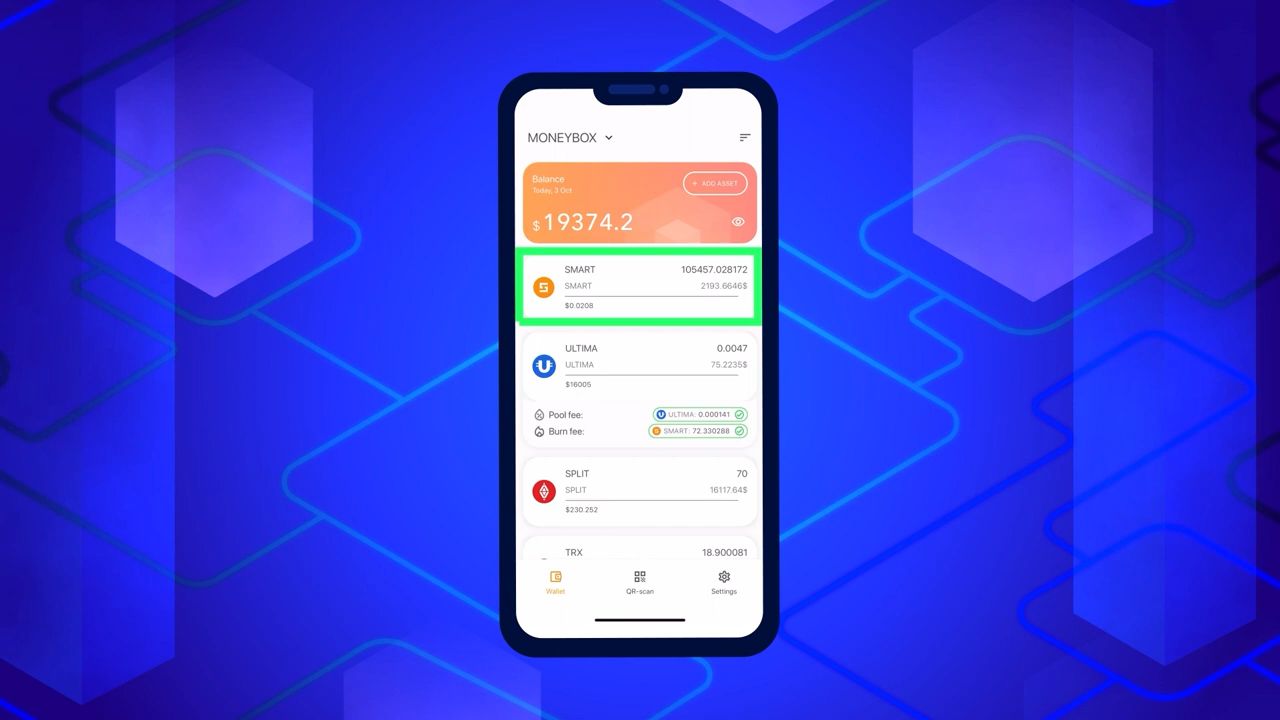 MONEYBOX
Balance
Today, 3 Oct
+ ADD ASSET
$19374.2
SMART 105457.028172
SMART 2193.6646$
$0.0208
ULTIMA 0.0047
ULTIMA 75.2235$
$16005
Pool fee: ULTIMA: 0.000141
Burn fee: SMART: 72.330288
SPLIT 70
SPLIT 16117.64$
$230.252
TRX 18.900081
Wallet QR-scan Settings